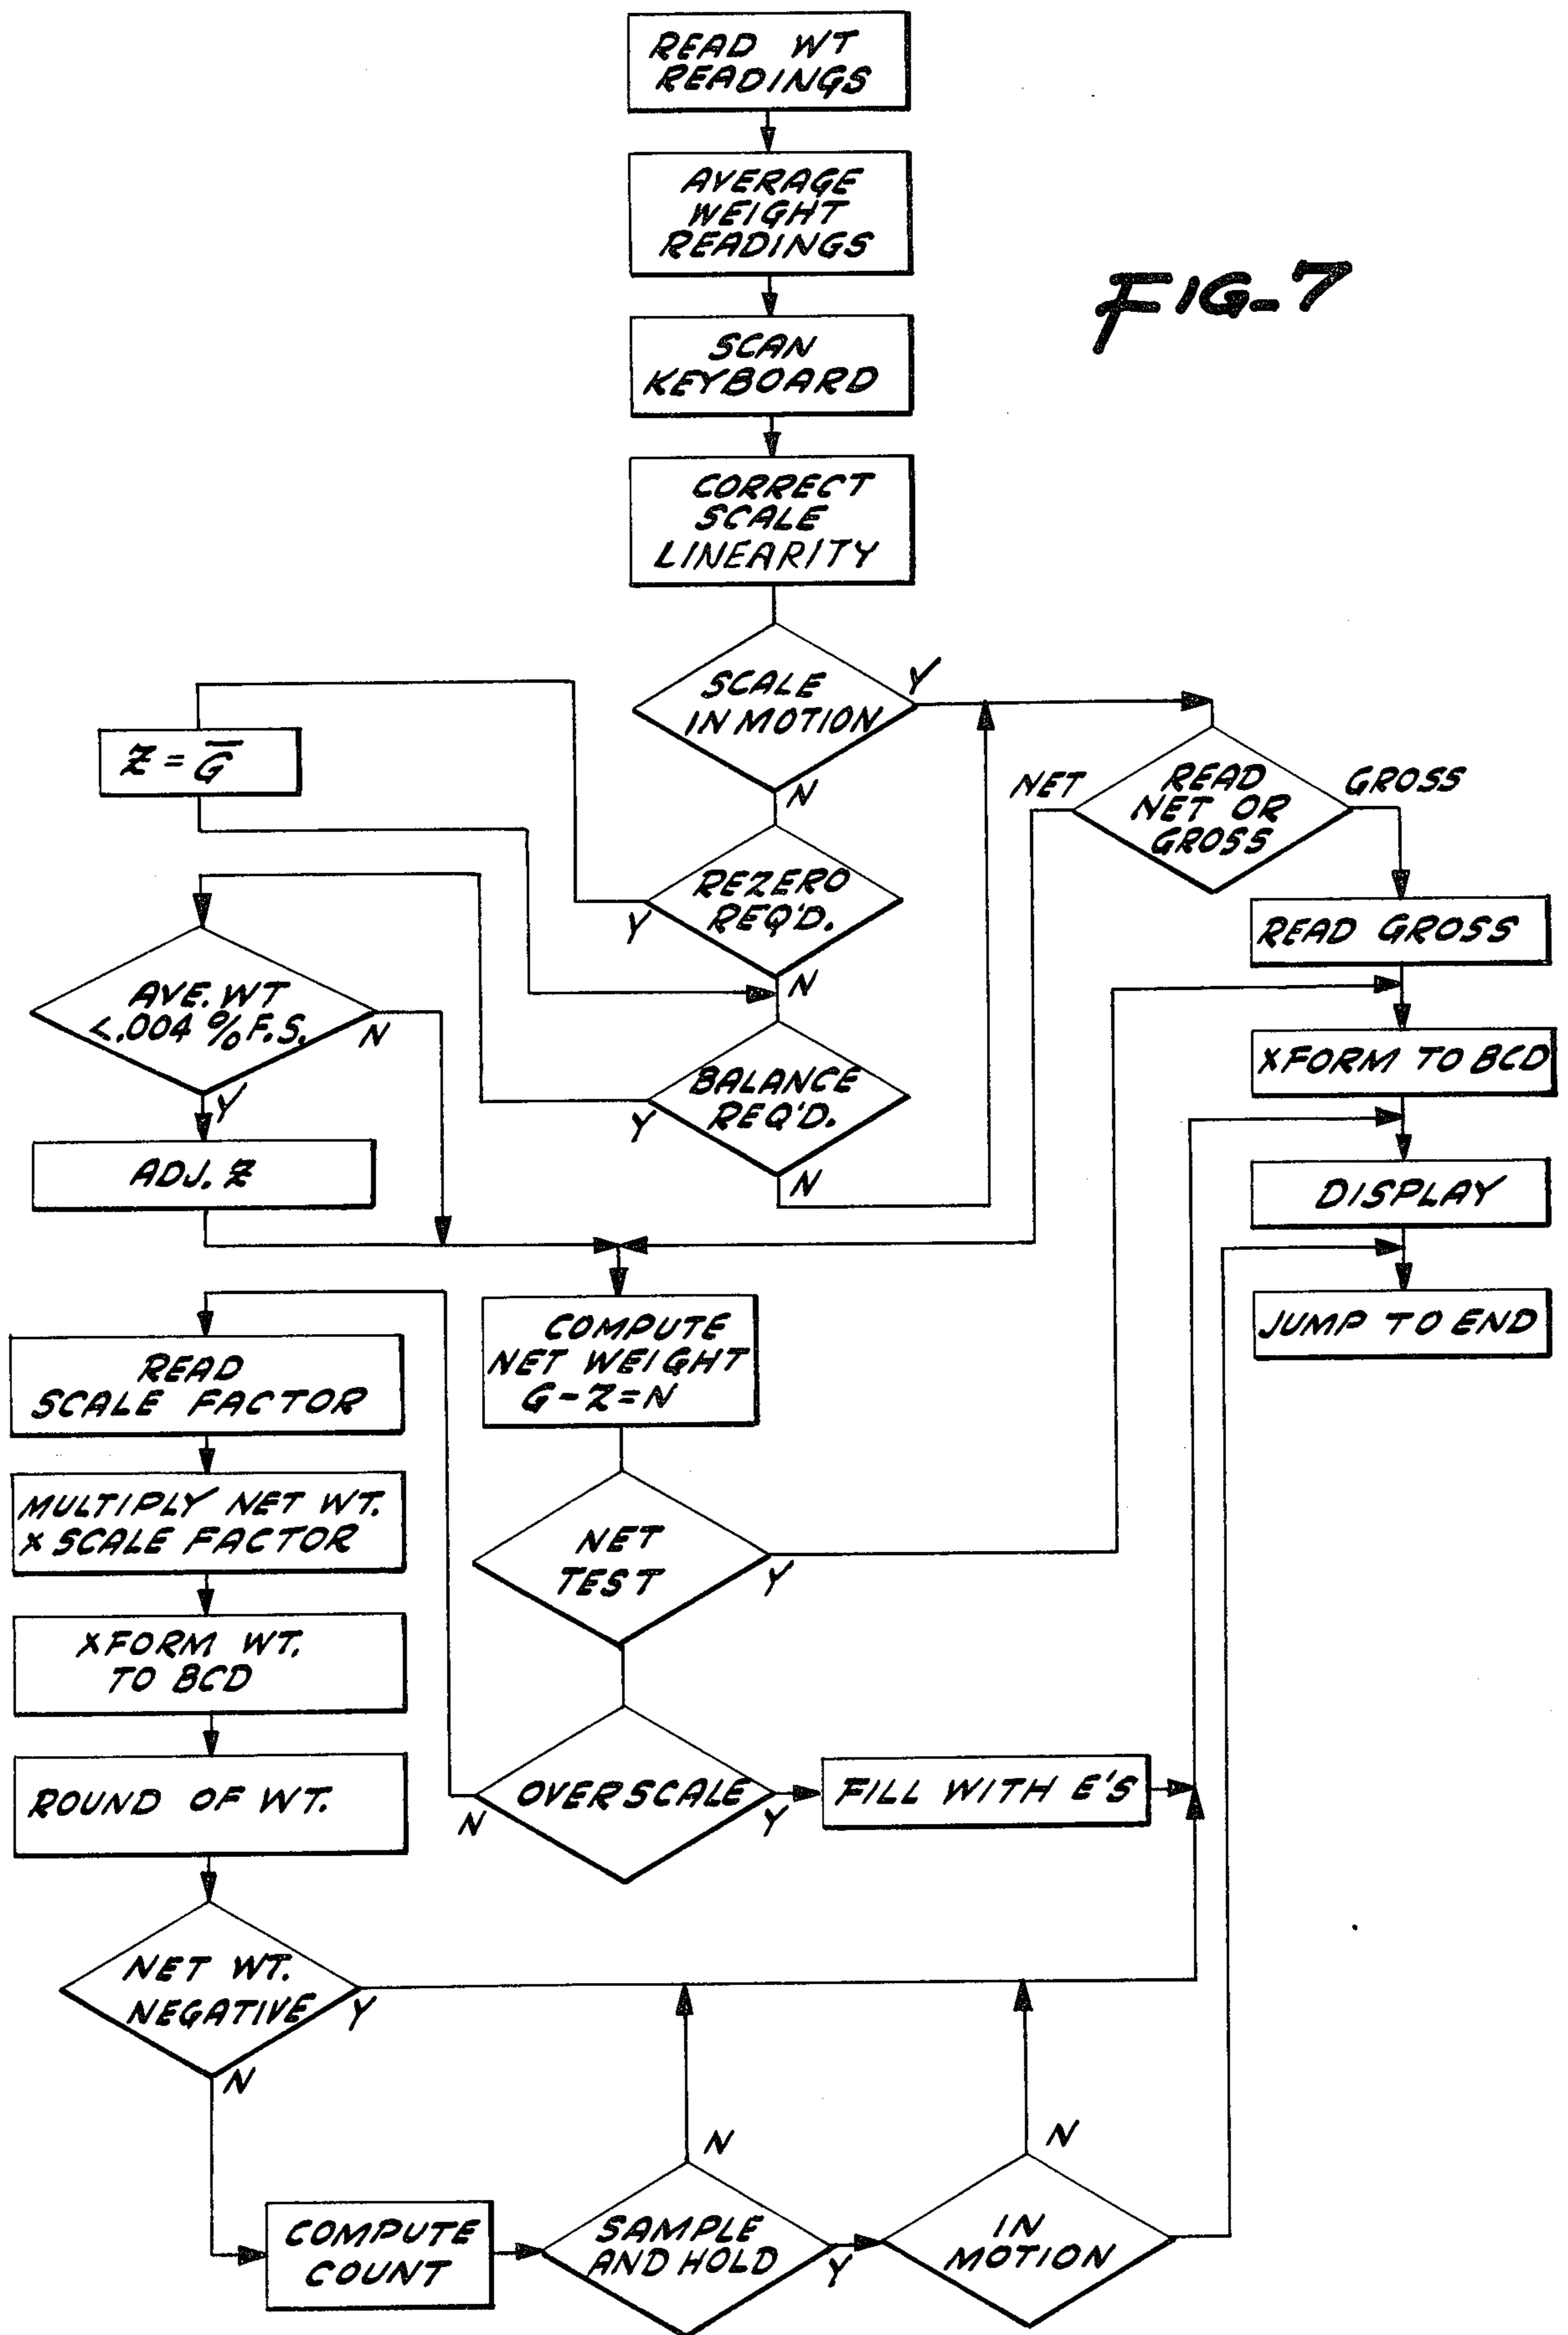 READ WT
READINGS
AVERAGE
WEIGHT
READINGS
FIG-7
SCAN
KEYBOARD
CORRECT
SCALE
LINEARITY
SCALE
IN MOTION
Y
N
Z = G̅
READ
NET OR
GROSS
NET
GROSS
REZERO
REQ'D.
Y
N
READ GROSS
AVE. WT
<.004 % F.S.
N
Y
XFORM TO BCD
BALANCE
REQ'D.
Y
N
ADJ. Z
DISPLAY
JUMP TO END
COMPUTE
NET WEIGHT
G - Z = N
READ
SCALE FACTOR
MULTIPLY NET WT.
X SCALE FACTOR
NET
TEST
Y
XFORM WT.
TO BCD
ROUND OF WT.
OVERSCALE
N
Y
FILL WITH E'S
NET WT.
NEGATIVE
Y
N
COMPUTE
COUNT
SAMPLE
AND HOLD
N
Y
IN
MOTION
N